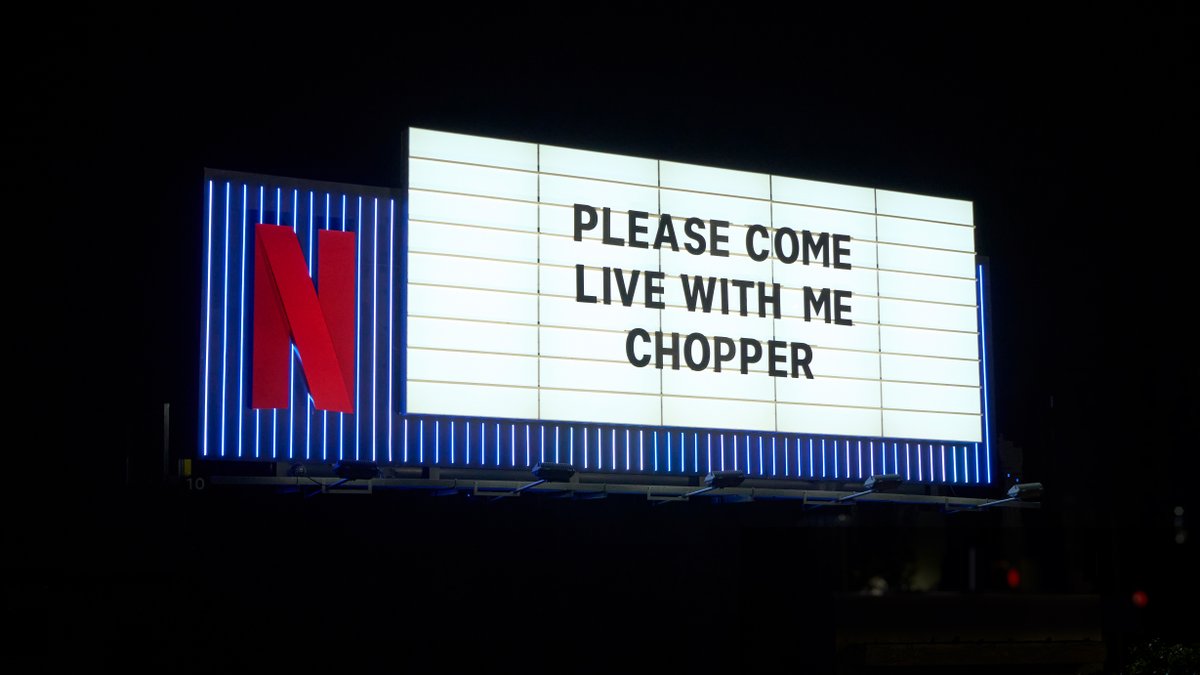 N
PLEASE COME
LIVE WITH ME
CHOPPER
10